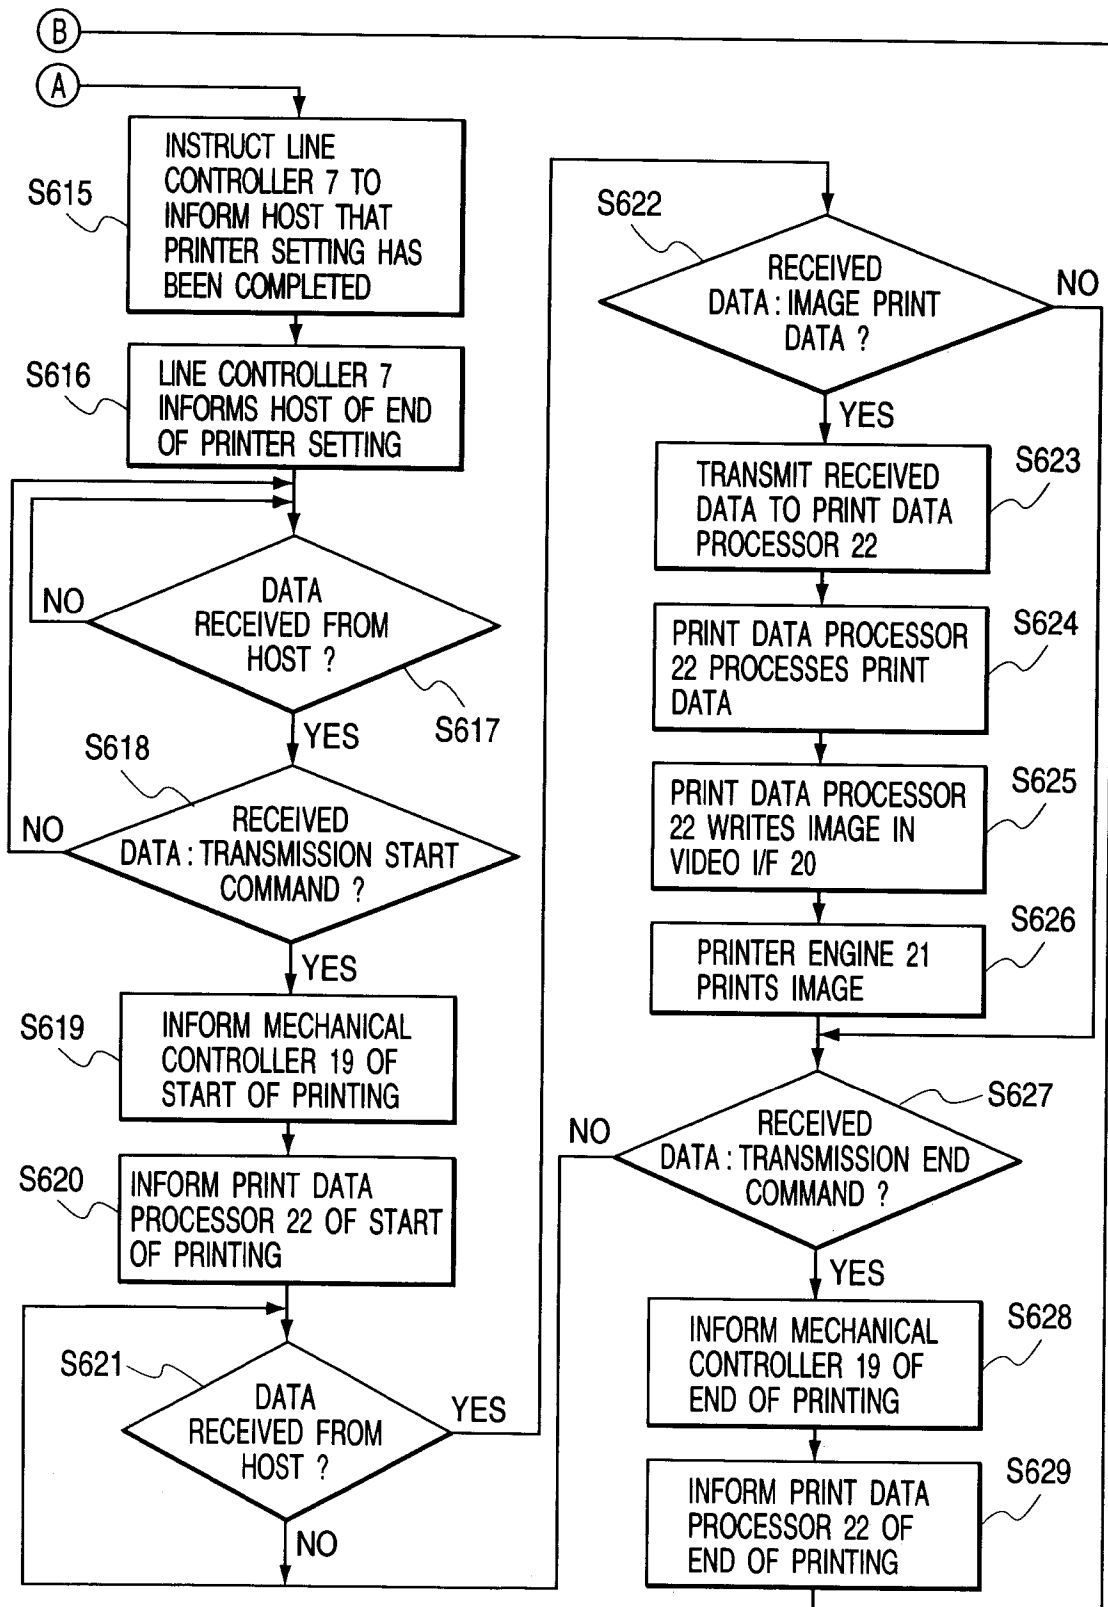 B
A
S615
INSTRUCT LINE
CONTROLLER 7 TO
INFORM HOST THAT
PRINTER SETTING HAS
BEEN COMPLETED
S616
LINE CONTROLLER 7
INFORMS HOST OF END
OF PRINTER SETTING
DATA
RECEIVED FROM
HOST ?
NO
S617
YES
S618
RECEIVED
DATA : TRANSMISSION START
COMMAND ?
NO
YES
S619
INFORM MECHANICAL
CONTROLLER 19 OF
START OF PRINTING
S620
INFORM PRINT DATA
PROCESSOR 22 OF START
OF PRINTING
S621
DATA
RECEIVED FROM
HOST ?
YES
NO
S622
RECEIVED
DATA : IMAGE PRINT
DATA ?
NO
YES
S623
TRANSMIT RECEIVED
DATA TO PRINT DATA
PROCESSOR 22
S624
PRINT DATA PROCESSOR
22 PROCESSES PRINT
DATA
S625
PRINT DATA PROCESSOR
22 WRITES IMAGE IN
VIDEO I/F 20
S626
PRINTER ENGINE 21
PRINTS IMAGE
S627
RECEIVED
DATA : TRANSMISSION END
COMMAND ?
NO
YES
S628
INFORM MECHANICAL
CONTROLLER 19 OF
END OF PRINTING
S629
INFORM PRINT DATA
PROCESSOR 22 OF
END OF PRINTING